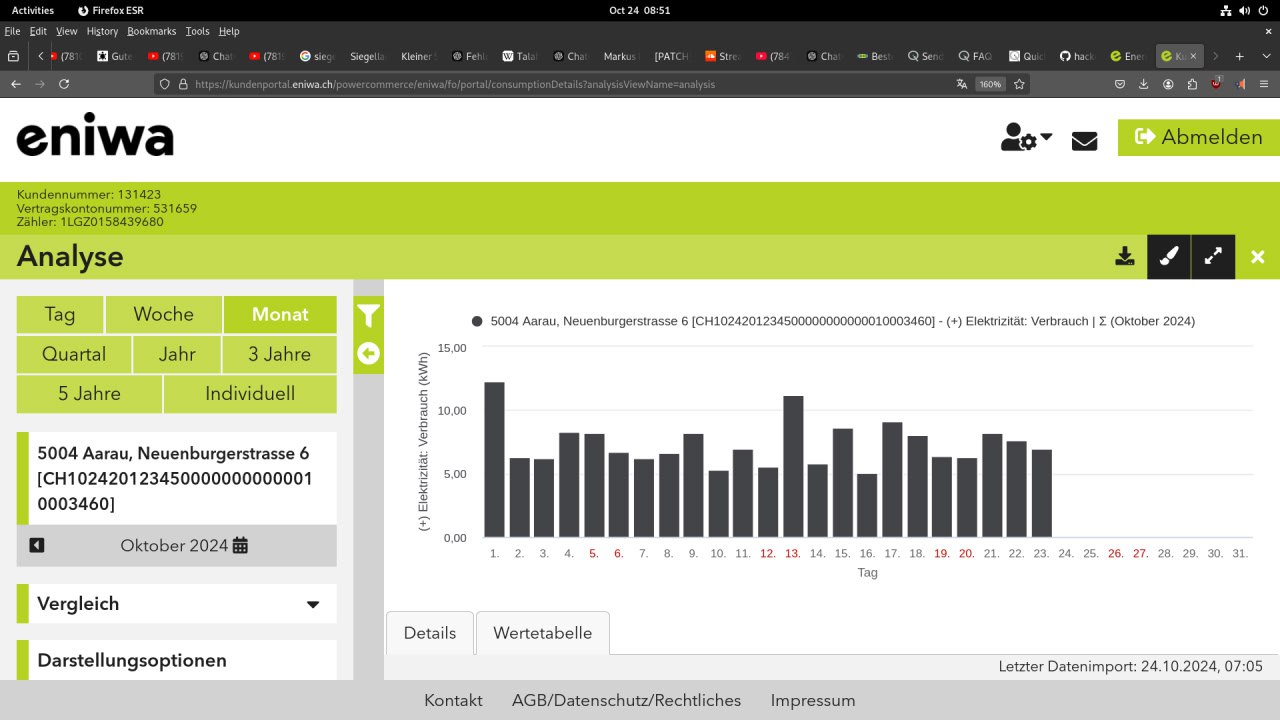 Activities Firefox ESR Oct 24 08:51
File Edit View History Bookmarks Tools Help
Gute Chat Siegella Kleiner S Fehl Tala Chat Markus [PATCH Strea Chat Best Send FAQ Quic hack Ener Ku
https://kundenportal.eniwa.ch/powercommerce/eniwa/fo/portal/consumptionDetails?analysisViewName=analysis 160% 1
eniwa
Abmelden
Kundennummer: 131423
Vertragskontonummer: 531659
Zähler: 1LGZ0158439680
Analyse
Tag Woche Monat
Quartal Jahr 3 Jahre
5 Jahre Individuell
5004 Aarau, Neuenburgerstrasse 6
[CH102420123450000000000001
0003460]
Oktober 2024
Vergleich
Darstellungsoptionen
5004 Aarau, Neuenburgerstrasse 6 [CH1024201234500000000000010003460] - (+) Elektrizität: Verbrauch | Σ (Oktober 2024)
(+) Elektrizität: Verbrauch (kWh)
15,00
10,00
5,00
0,00
1. 2. 3. 4. 5. 6. 7. 8. 9. 10. 11. 12. 13. 14. 15. 16. 17. 18. 19. 20. 21. 22. 23. 24. 25. 26. 27. 28. 29. 30. 31.
Tag
Details Wertetabelle
Letzter Datenimport: 24.10.2024, 07:05
Kontakt AGB/Datenschutz/Rechtliches Impressum